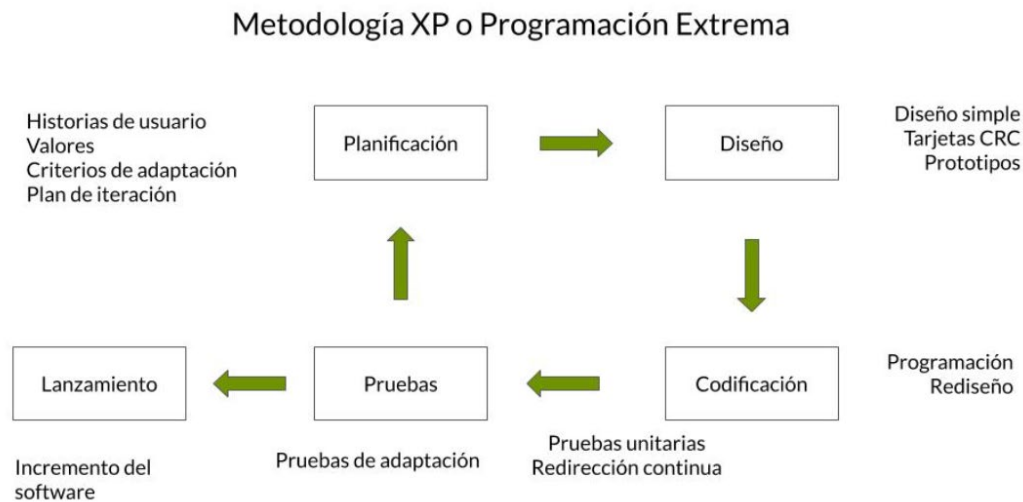 Metodología XP o Programación Extrema
Historias de usuario
Valores
Criterios de adaptación
Plan de iteración
Planificación
Diseño
Diseño simple
Tarjetas CRC
Prototipos
Lanzamiento
Pruebas
Codificación
Programación
Rediseño
Incremento del
software
Pruebas de adaptación
Pruebas unitarias
Redirección continua